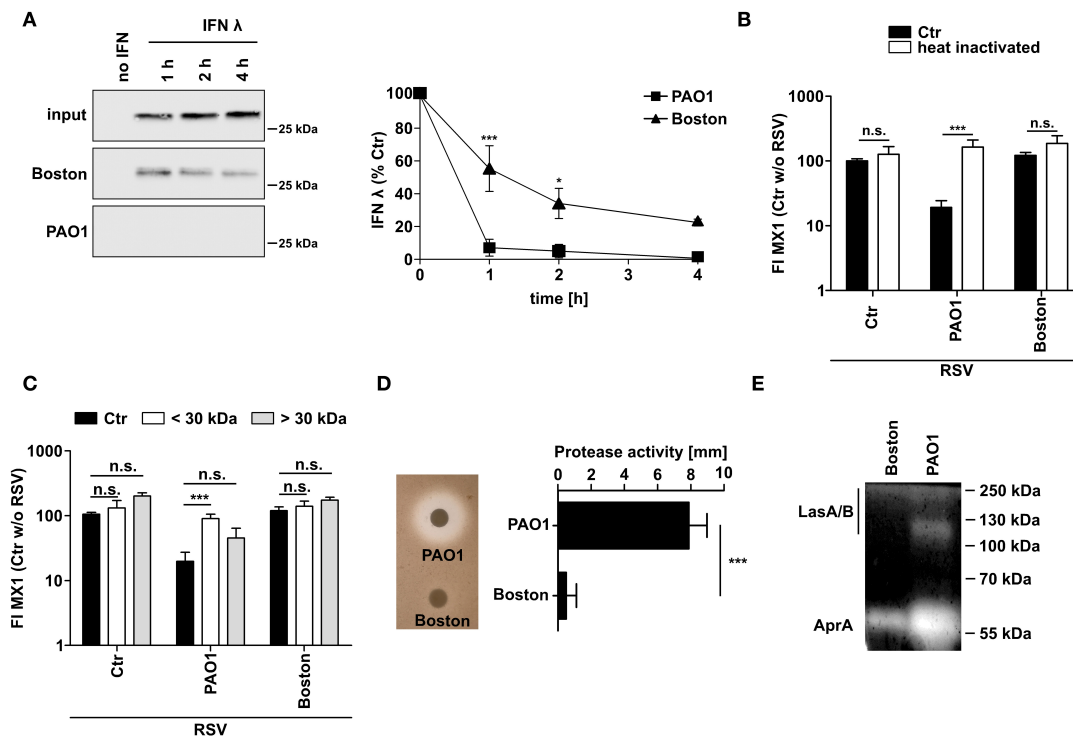 A
IFN λ
no IFN
1 h
2 h
4 h
input
25 kDa
Boston
25 kDa
PAO1
25 kDa
IFN λ (% Ctr)
100
80
60
40
20
0
***
*
PAO1
Boston
0 1 2 3 4
time [h]
B
Ctr
heat inactivated
FI MX1 (Ctr w/o RSV)
1000
100
10
1
n.s.
***
n.s.
Ctr
PAO1
Boston
RSV
C
Ctr < 30 kDa > 30 kDa
FI MX1 (Ctr w/o RSV)
1000
100
10
1
n.s.
n.s.
n.s.
***
n.s.
n.s.
Ctr
PAO1
Boston
RSV
D
PAO1
Boston
Protease activity [mm]
0 2 4 6 8 10
PAO1
Boston
***
E
Boston
PAO1
LasA/B
AprA
250 kDa
130 kDa
100 kDa
70 kDa
55 kDa